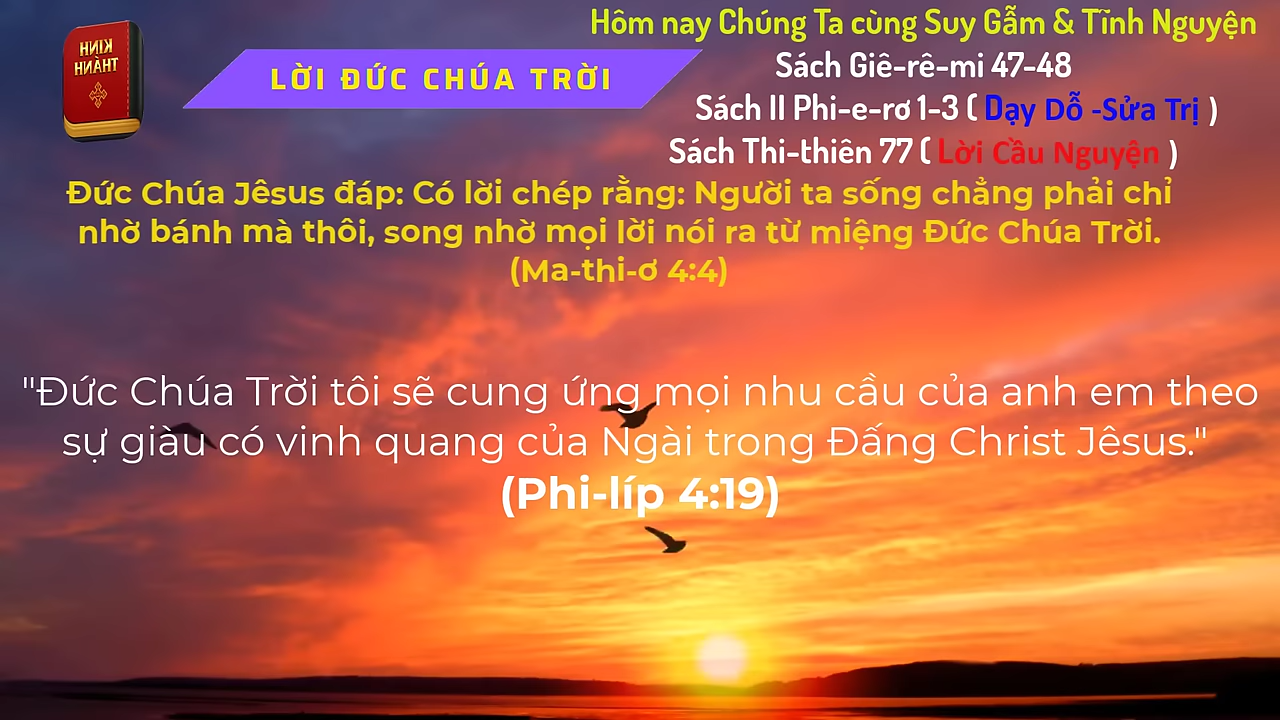 KINH
THÁNH
LỜI ĐỨC CHÚA TRỜI
Hôm nay Chúng Ta cùng Suy Gẫm & Tĩnh Nguyện
Sách Giê-rê-mi 47-48
Sách II Phi-e-rơ 1-3 ( Dạy Dỗ -Sửa Trị )
Sách Thi-thiên 77 ( Lời Cầu Nguyện )
Đức Chúa Jêsus đáp: Có lời chép rằng: Người ta sống chẳng phải chỉ
nhờ bánh mà thôi, song nhờ mọi lời nói ra từ miệng Đức Chúa Trời.
(Ma-thi-ơ 4:4)
"Đức Chúa Trời tôi sẽ cung ứng mọi nhu cầu của anh em theo
sự giàu có vinh quang của Ngài trong Đấng Christ Jêsus."
(Phi-líp 4:19)